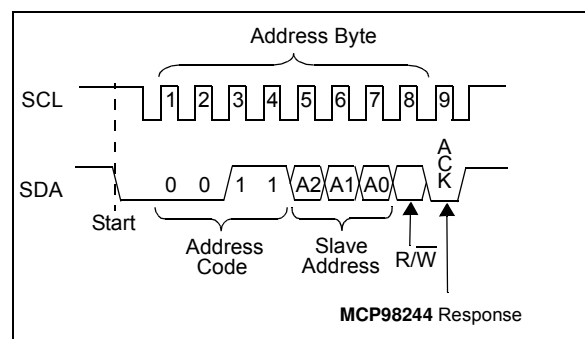 Address Byte
SCL
1 2 3 4 5 6 7 8 9
SDA
0 0 1 1 A2 A1 A0
ACK
Start
Address
Code
Slave
Address
R/W̅
MCP98244 Response